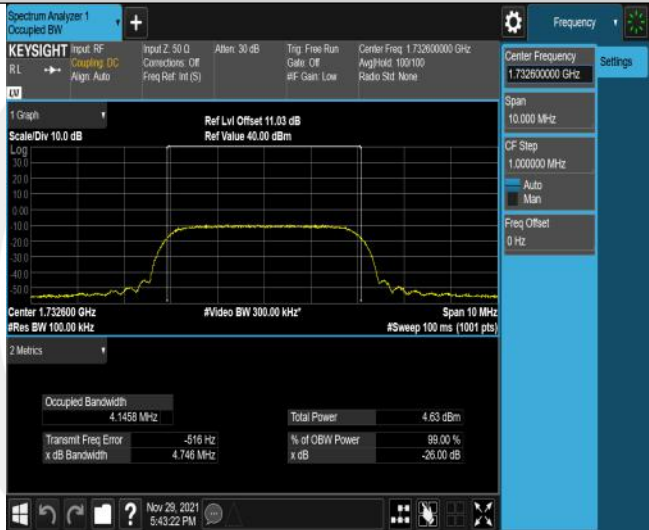 Spectrum Analyzer 1
Occupied BW
Frequency
KEYSIGHT Input: RF
Coupling: DC
Align: Auto
RL
Input Z: 50 Ω
Corrections: Off
Freq Ref: Int (S)
Atten: 30 dB
Trig: Free Run
Gate: Off
#IF Gain: Low
Center Freq: 1.732600000 GHz
Avg|Hold: 100/100
Radio Std: None
LV
Center Frequency
1.732600000 GHz
Settings
Span
10.000 MHz
CF Step
1.000000 MHz
Auto
Man
Freq Offset
0 Hz
1 Graph
Scale/Div 10.0 dB
Ref Lvl Offset 11.03 dB
Ref Value 40.00 dBm
Log
30.0
20.0
10.0
0.00
-10.0
-20.0
-30.0
-40.0
-50.0
Center 1.732600 GHz
#Video BW 300.00 kHz*
Span 10 MHz
#Res BW 100.00 kHz
#Sweep 100 ms (1001 pts)
2 Metrics
Occupied Bandwidth
4.1458 MHz
Total Power 4.63 dBm
Transmit Freq Error -516 Hz
% of OBW Power 99.00 %
x dB Bandwidth 4.746 MHz
x dB -26.00 dB
Nov 29, 2021
5:43:22 PM